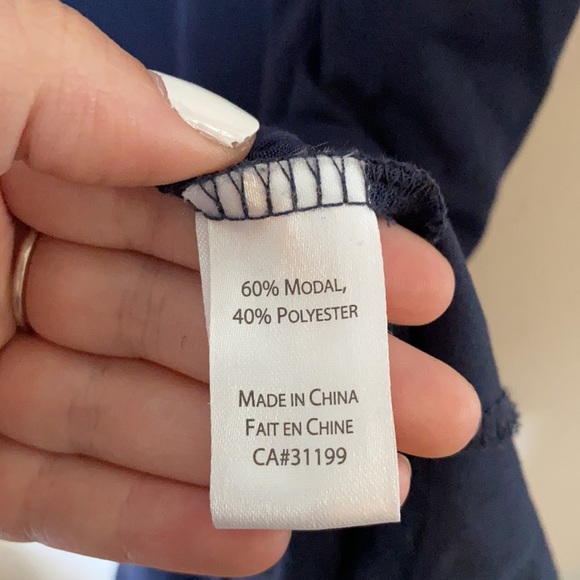 60% MODAL,
40% POLYESTER
MADE IN CHINA
FAIT EN CHINE
CA#31199